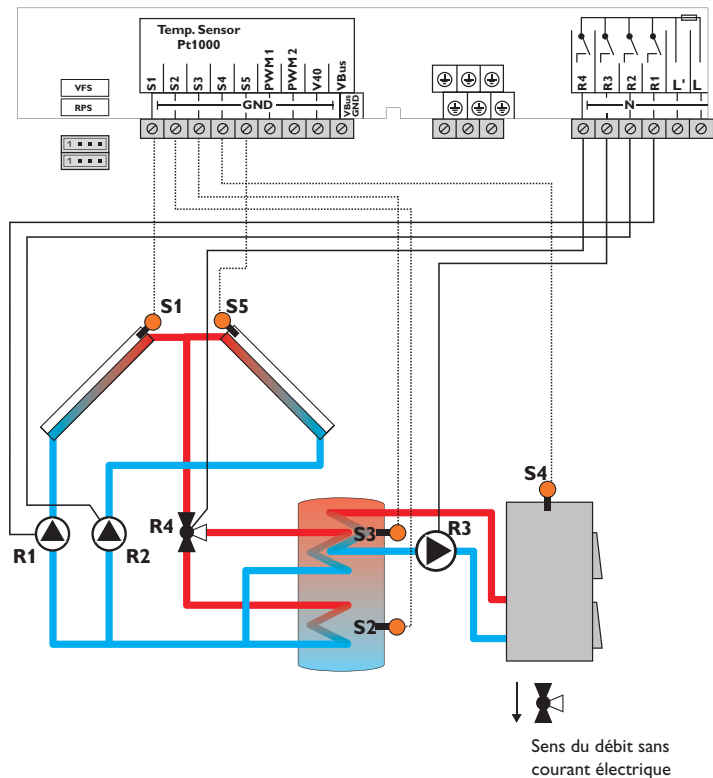 Temp. Sensor
Pt1000
VFS
RPS
S1
S2
S3
S4
S5
PWM 1
PWM 2
V40
VBus
GND
VBus
GND
R4
R3
R2
R1
L'
L
N
1
1
S1
S5
S4
R4
S3
R3
R1
R2
S2
Sens du débit sans
courant électrique